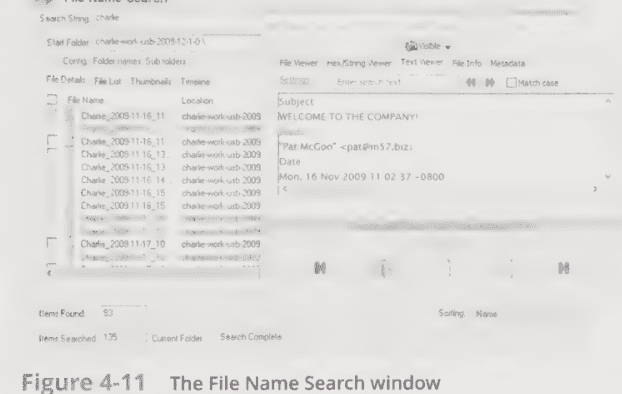 File Name Search
Search String charlie
Start Folder charlie-work-usb-2009-12-1-0\
Visible
Config. Folder names Sub folders
File Viewer Hex/String Viewer Text Viewer File Info Metadata
File Details File List Thumbnails Timeline
Enter search text Match case
File Name Location
Subject
Charlie_2009-11-16_11 charlie-work-usb-2009
WELCOME TO THE COMPANY!
Charlie_2009-11-16_11 charlie-work-usb-2009
"Pat McGoo" <pat@m57.biz>
Charlie_2009-11-16_13 charlie-work-usb-2009
Date
Charlie_2009-11-16_13 charlie-work-usb-2009
Charlie_2009-11-16_14 charlie-work-usb-2009
Mon, 16 Nov 2009 11 02 37 -0800
Charlie_2009-11-16_15 charlie-work-usb-2009
Charlie_2009-11-16_15 charlie-work-usb-2009
Charlie_2009-11-17_10 charlie-work-usb-2009
Items Found: 93
Sorting. Name
Items Searched 135 Current Folder Search Complete
Figure 4-11 The File Name Search window